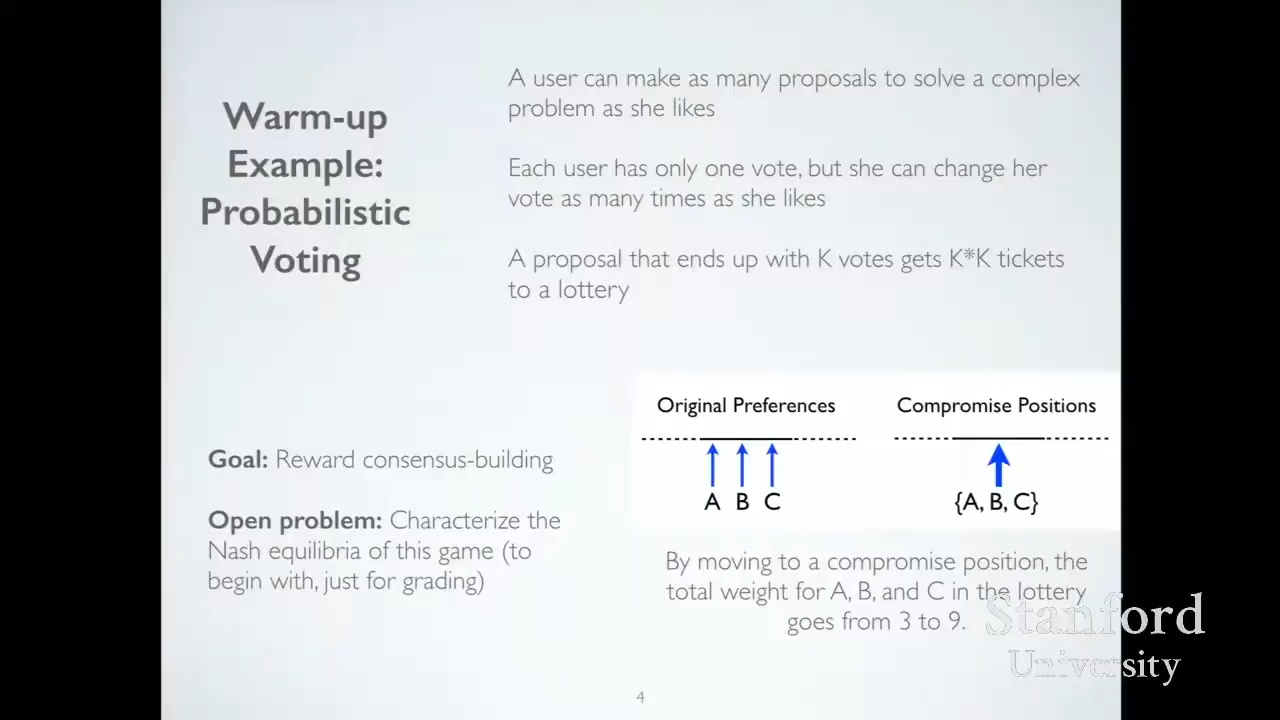 Warm-up
Example:
Probabilistic
Voting
A user can make as many proposals to solve a complex
problem as she likes
Each user has only one vote, but she can change her
vote as many times as she likes
A proposal that ends up with K votes gets K*K tickets
to a lottery
Goal: Reward consensus-building
Open problem: Characterize the
Nash equilibria of this game (to
begin with, just for grading)
Original Preferences
A B C
Compromise Positions
{A, B, C}
By moving to a compromise position, the
total weight for A, B, and C in the lottery
goes from 3 to 9.
Stanford
University
4